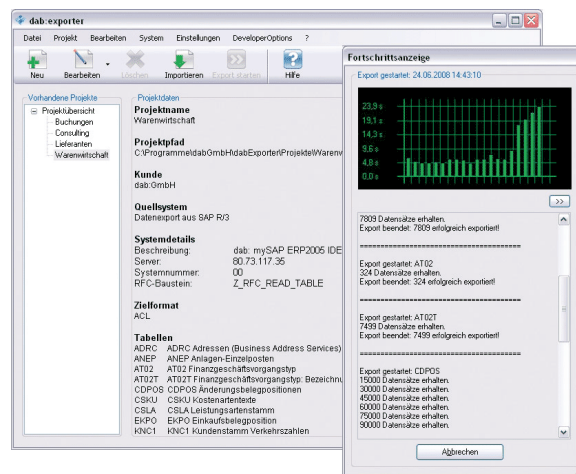 dab:exporter
Datei Projekt Bearbeiten System Einstellungen DeveloperOptions ?
Neu Bearbeiten Löschen Importieren Export starten Hilfe
Vorhandene Projekte
Projektübersicht
Buchungen
Consulting
Lieferanten
Warenwirtschaft
Projektdaten
Projektname
Warenwirtschaft
Projektpfad
C:\Programme\dabGmbH\dabExporter\Projekte\Warenw
Kunde
dab:GmbH
Quellsystem
Datenexport aus SAP R/3
Systemdetails
Beschreibung: dab: mySAP ERP2005 IDE
Server: 80.73.117.35
Systemnummer: 00
RFC-Baustein: Z_RFC_READ_TABLE
Zielformat
ACL
Tabellen
ADRC ADRC Adressen (Business Address Services)
ANEP ANEP Anlagen-Einzelposten
AT02 AT02 Finanzgeschäftsvorgangstyp
AT02T AT02T Finanzgeschäftsvorgangstyp: Bezeichnu
CDPOS CDPOS Änderungsbelegpositionen
CSKU CSKU Kostenartentexte
CSLA CSLA Leistungsartenstamm
EKPO EKPO Einkaufsbelegposition
KNC1 KNC1 Kundenstamm Verkehrszahlen
Fortschrittsanzeige
Export gestartet: 24.06.2008 14:43:10
23,9 s
19,1 s
14,3 s
9,6 s
4,8 s
0,0 s
>>
7809 Datensätze erhalten.
Export beendet: 7809 erfolgreich exportiert!
=====================================
Export gestartet: AT02
324 Datensätze erhalten.
Export beendet: 324 erfolgreich exportiert!
=====================================
Export gestartet: AT02T
7499 Datensätze erhalten.
Export beendet: 7499 erfolgreich exportiert!
=====================================
Export gestartet: CDPOS
15000 Datensätze erhalten.
30000 Datensätze erhalten.
45000 Datensätze erhalten.
60000 Datensätze erhalten.
75000 Datensätze erhalten.
90000 Datensätze erhalten.
Abbrechen